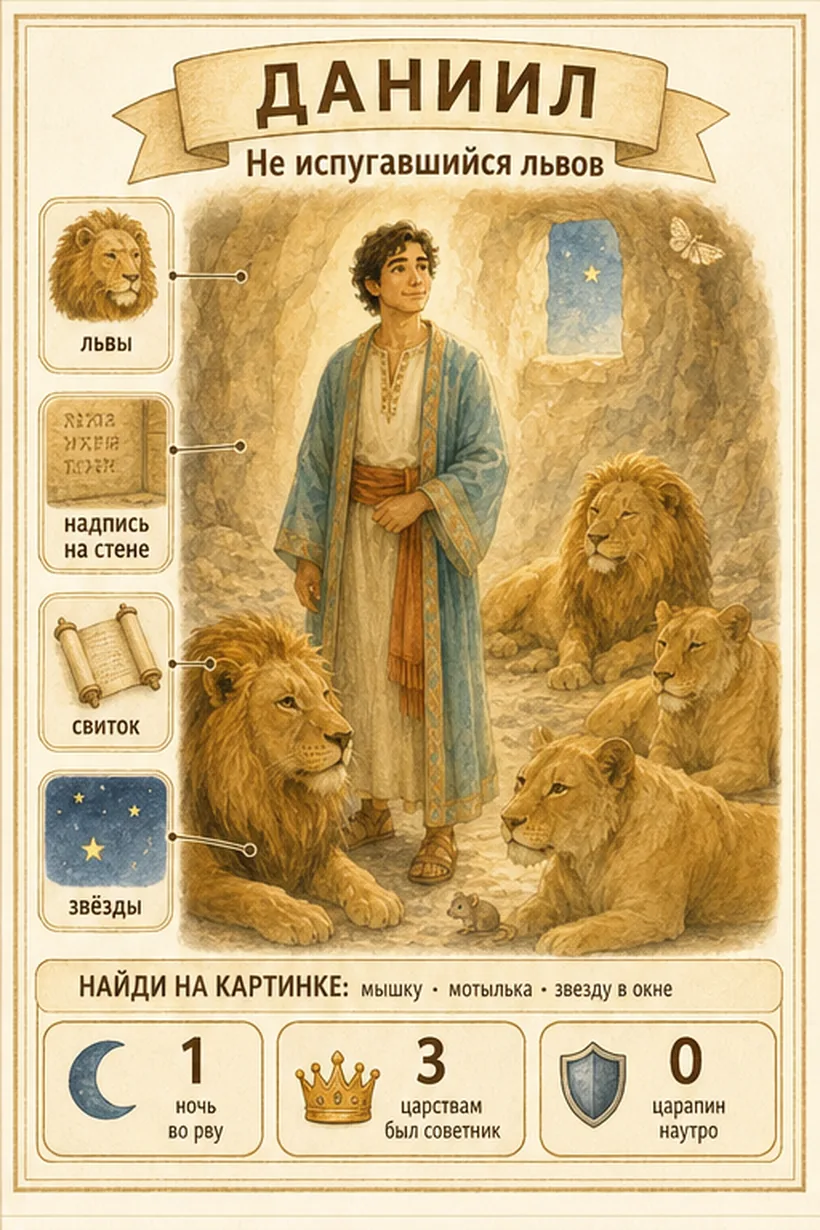 ДАНИИЛ
Не испугавшийся львов
львы
надпись
на стене
свиток
звёзды
НАЙДИ НА КАРТИНКЕ: мышку • мотылька • звезду в окне
1
ночь
во рву
3
царствам
был советник
0
царапин
наутро